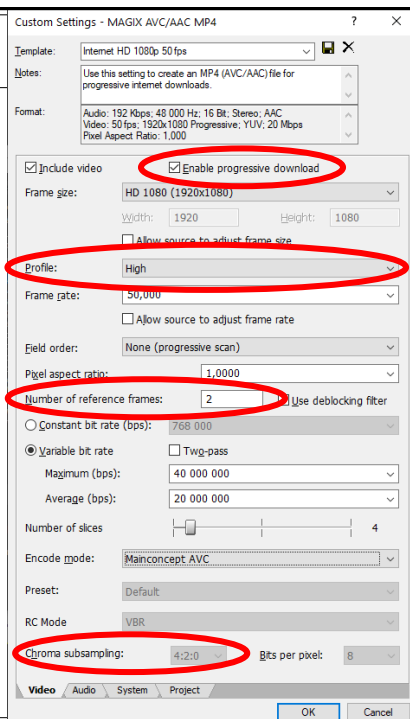 Custom Settings - MAGIX AVC/AAC MP4 ? ×
Template: Internet HD 1080p 50 fps
Notes: Use this setting to create an MP4 (AVC/AAC) file for
progressive internet downloads.
Format: Audio: 192 Kbps; 48 000 Hz; 16 Bit; Stereo; AAC
Video: 50 fps; 1920x1080 Progressive; YUV; 20 Mbps
Pixel Aspect Ratio: 1,000
Include video Enable progressive download
Frame size: HD 1080 (1920x1080)
Width: 1920 Height: 1080
Allow source to adjust frame size
Profile: High
Frame rate: 50,000
Allow source to adjust frame rate
Field order: None (progressive scan)
Pixel aspect ratio: 1,0000
Number of reference frames: 2 Use deblocking filter
Constant bit rate (bps): 768 000
Variable bit rate Two-pass
Maximum (bps): 40 000 000
Average (bps): 20 000 000
Number of slices 4
Encode mode: Mainconcept AVC
Preset: Default
RC Mode VBR
Chroma subsampling: 4:2:0 Bits per pixel: 8
Video Audio System Project
OK Cancel